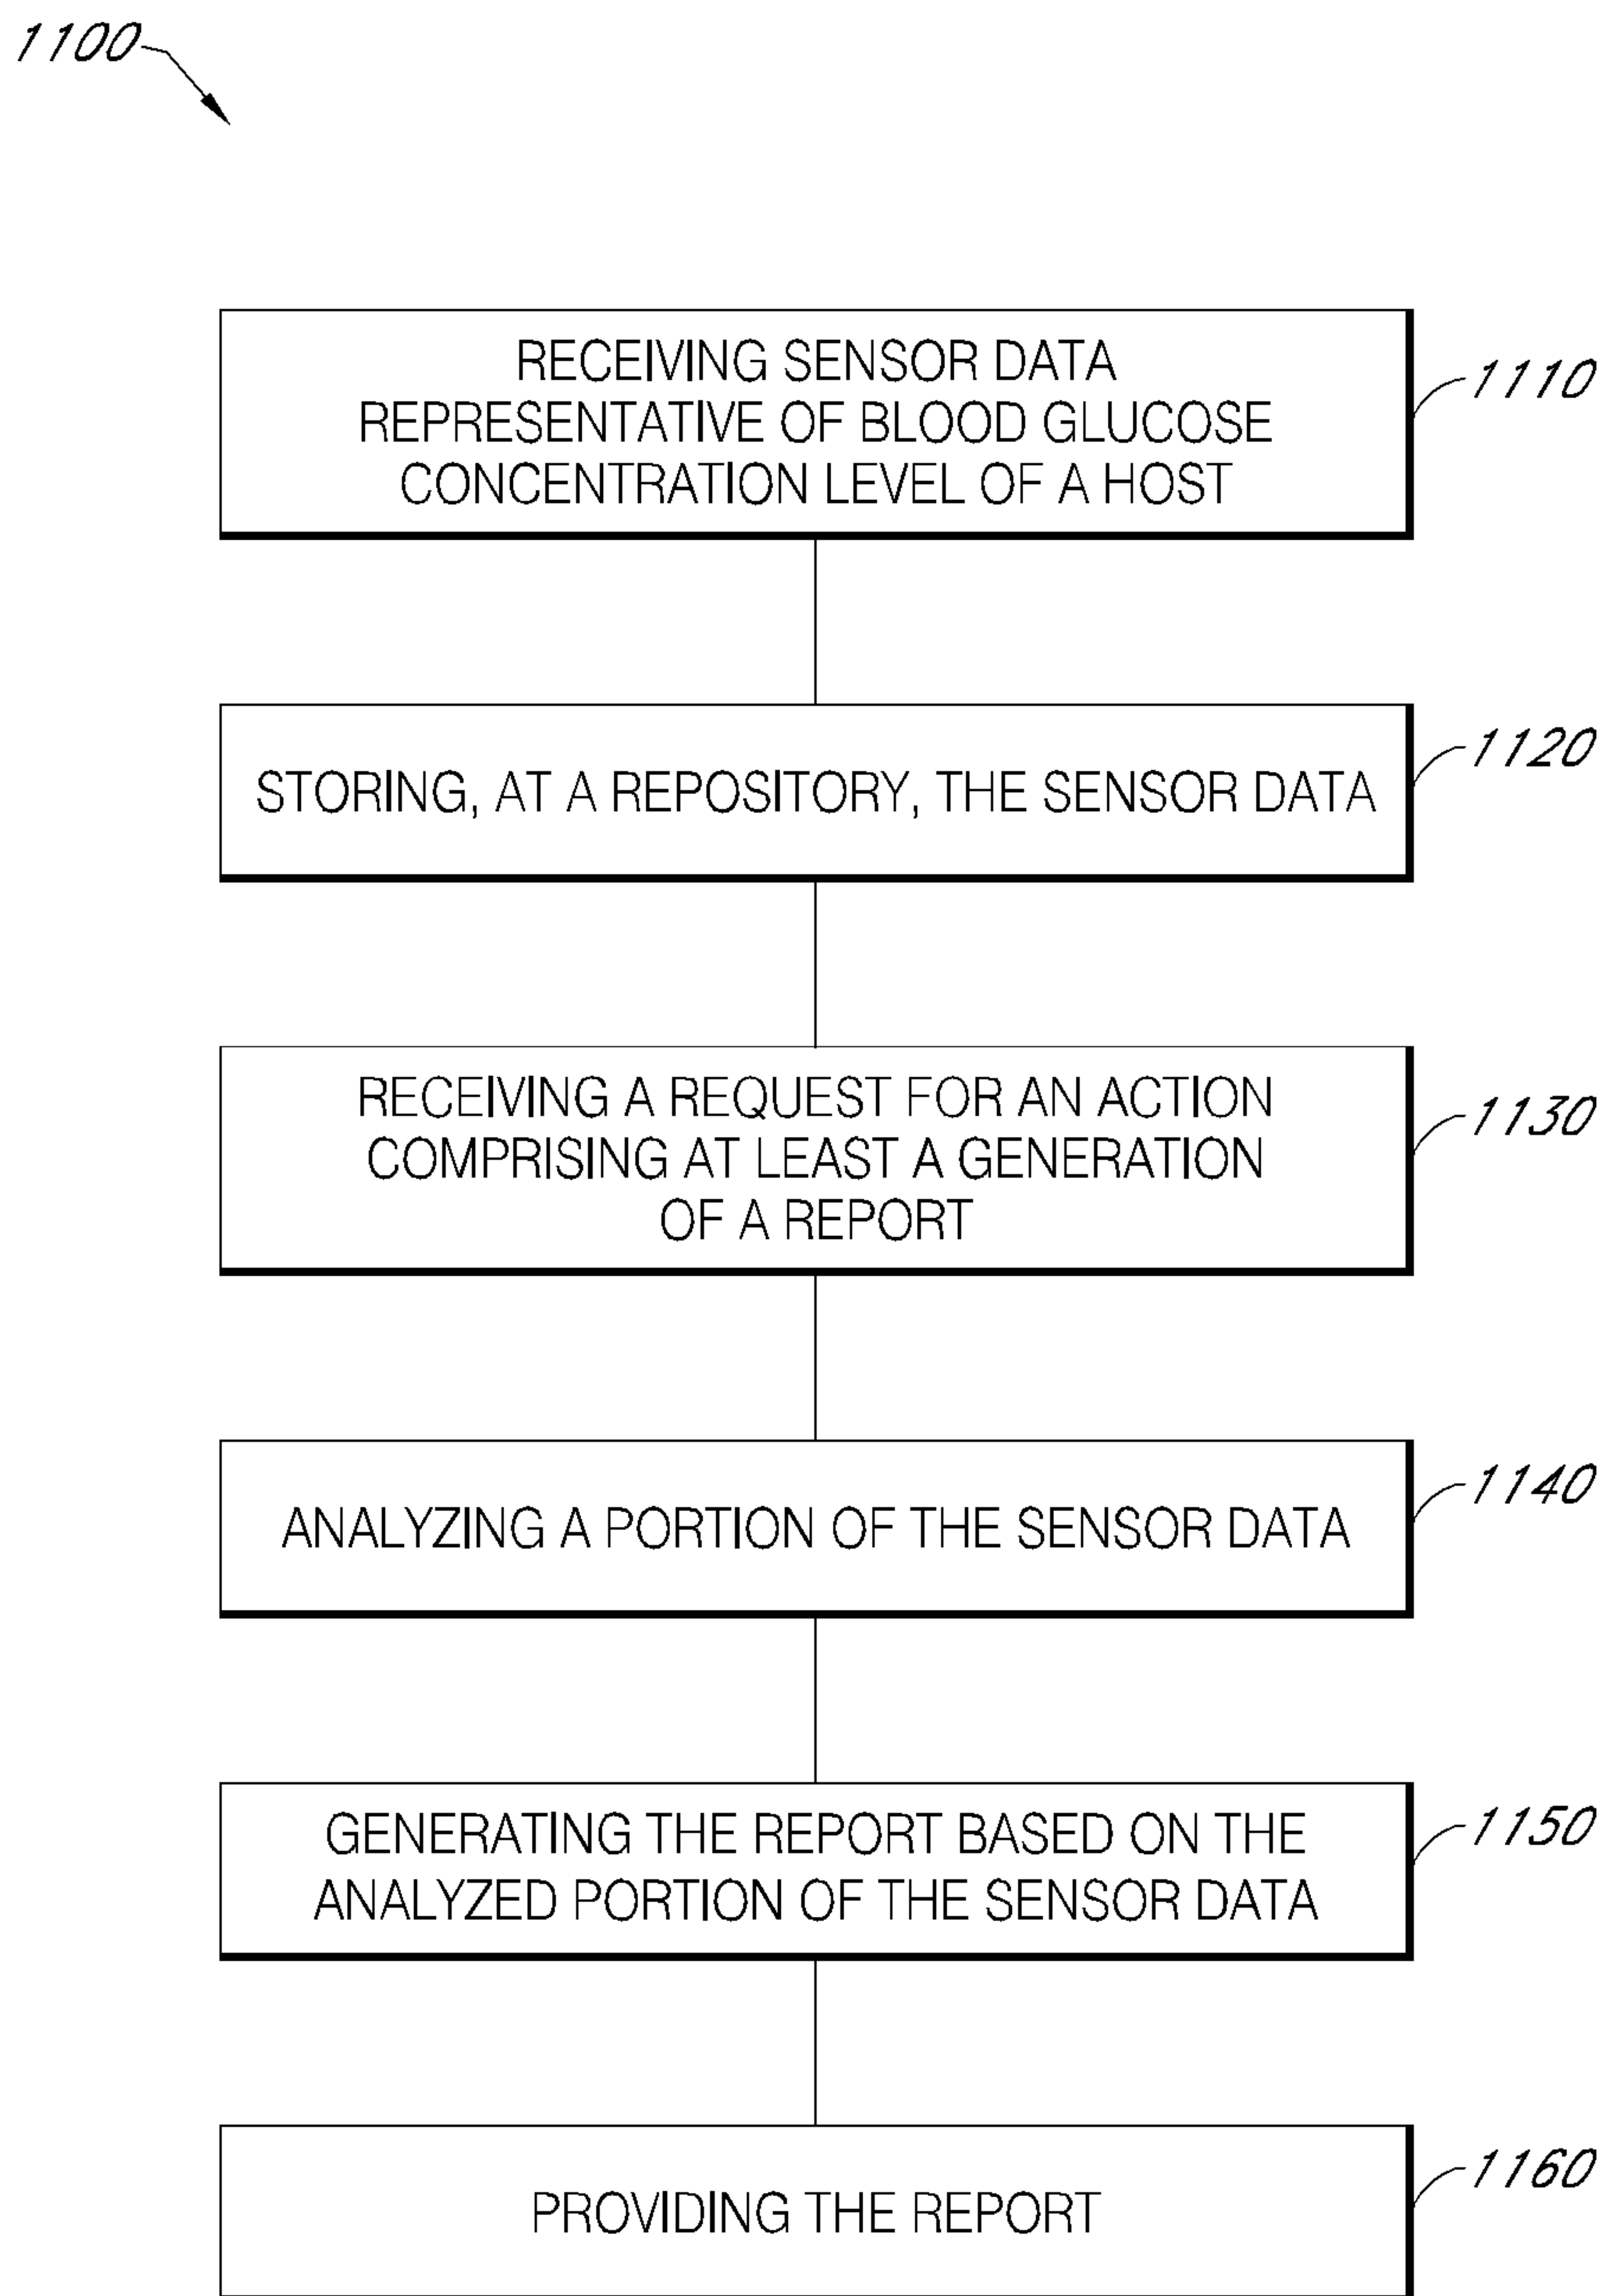 1100
RECEIVING SENSOR DATA
REPRESENTATIVE OF BLOOD GLUCOSE
CONCENTRATION LEVEL OF A HOST
1110
STORING, AT A REPOSITORY, THE SENSOR DATA
1120
RECEIVING A REQUEST FOR AN ACTION
COMPRISING AT LEAST A GENERATION
OF A REPORT
1130
ANALYZING A PORTION OF THE SENSOR DATA
1140
GENERATING THE REPORT BASED ON THE
ANALYZED PORTION OF THE SENSOR DATA
1150
PROVIDING THE REPORT
1160